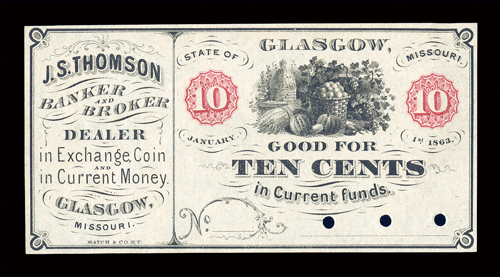 J.S. THOMSON
BANKER
AND
BROKER
DEALER
in Exchange, Coin
AND
in Current Money.
GLASGOW,
MISSOURI.
HATCH & CO N.Y.
GLASGOW,
STATE OF
MISSOURI.
10
10
JANUARY
1st 1863.
GOOD FOR
TEN CENTS
in Current funds.
No.